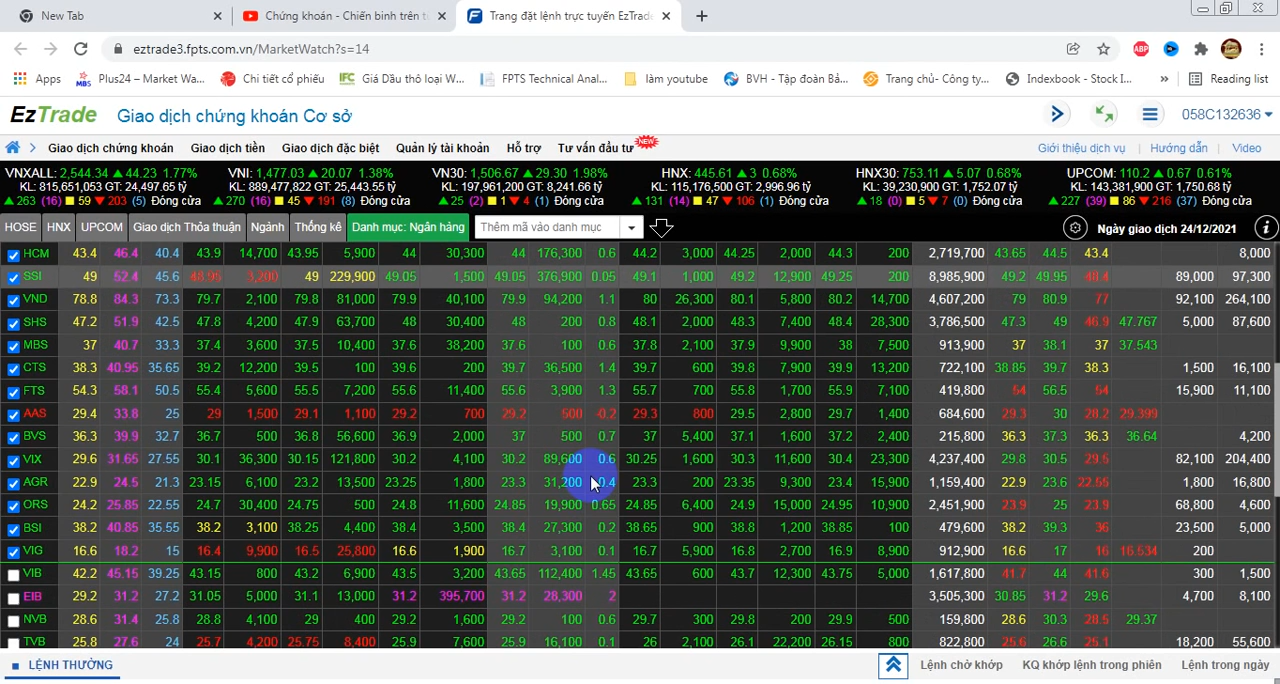 New Tab
Chứng khoán - Chiến binh trên t
Trang đặt lệnh trực tuyến EzTrade
eztrade3.fpts.com.vn/MarketWatch?s=14
ABP
Apps
MBS
Plus24 – Market Wa...
Chi tiết cổ phiếu
IFC
Giá Dầu thô loại W...
FPTS Technical Anal...
làm youtube
BVH - Tập đoàn Bả...
Trang chủ- Công ty...
Indexbook - Stock I...
»
Reading list
EzTrade
Giao dịch chứng khoán Cơ sở
058C132636
Giao dịch chứng khoán
Giao dịch tiền
Giao dịch đặc biệt
Quản lý tài khoản
Hỗ trợ
Tư vấn đầu tư
NEW
Giới thiệu dịch vụ
Hướng dẫn
Video
VNXALL: 2,544.34 ▲ 44.23 1.77%
KL: 815,651,053 GT: 24,497.65 tỷ
▲ 263 (16) ■ 59 ▼ 203 (5) Đóng cửa
VNI: 1,477.03 ▲ 20.07 1.38%
KL: 889,477,822 GT: 25,443.55 tỷ
▲ 270 (16) ■ 45 ▼ 191 (8) Đóng cửa
VN30: 1,506.67 ▲ 29.30 1.98%
KL: 197,961,200 GT: 8,241.66 tỷ
▲ 25 (2) ■ 1 ▼ 4 (1) Đóng cửa
HNX: 445.61 ▲ 3 0.68%
KL: 115,176,500 GT: 2,996.96 tỷ
▲ 131 (14) ■ 47 ▼ 106 (1) Đóng cửa
HNX30: 753.11 ▲ 5.07 0.68%
KL: 39,230,900 GT: 1,752.07 tỷ
▲ 18 (0) ■ 5 ▼ 7 (0) Đóng cửa
UPCOM: 110.2 ▲ 0.67 0.61%
KL: 143,381,900 GT: 1,750.68 tỷ
▲ 227 (39) ■ 86 ▼ 216 (37) Đóng cửa
HOSE
HNX
UPCOM
Giao dịch Thỏa thuận
Ngành
Thống kê
Danh mục: Ngân hàng
Thêm mã vào danh mục
Ngày giao dịch 24/12/2021
HCM 43.4 46.4 40.4 43.9 14,700 43.95 5,900 44 30,300 44 176,300 0.6 44.2 3,000 44.25 2,000 44.3 200 2,719,700 43.65 44.5 43.4 8,000
SSI 49 52.4 45.6 48.95 3,200 49 229,900 49.05 1,500 49.05 376,900 0.05 49.1 1,000 49.2 12,900 49.25 200 8,985,900 49.2 49.95 48.4 89,000 97,300
VND 78.8 84.3 73.3 79.7 2,100 79.8 81,000 79.9 40,100 79.9 94,200 1.1 80 26,300 80.1 5,800 80.2 14,700 4,607,200 79 80.9 77 92,100 264,100
SHS 47.2 51.9 42.5 47.8 4,200 47.9 63,700 48 30,400 48 200 0.8 48.1 2,000 48.3 7,400 48.4 28,300 3,786,500 47.3 49 46.9 47.767 5,000 87,600
MBS 37 40.7 33.3 37.4 3,600 37.5 10,400 37.6 38,200 37.6 100 0.6 37.8 2,100 37.9 9,900 38 7,500 913,900 37 38.1 37 37.543
CTS 38.3 40.95 35.65 39.2 12,200 39.5 100 39.6 200 39.7 36,500 1.4 39.7 600 39.8 7,900 39.9 13,200 722,100 38.85 39.7 38.3 1,500 16,100
FTS 54.3 58.1 50.5 55.4 5,600 55.5 7,200 55.6 11,400 55.6 3,900 1.3 55.7 700 55.8 1,700 55.9 7,100 419,800 54 56.5 54 15,900 11,100
AAS 29.4 33.8 25 29 1,500 29.1 1,100 29.2 700 29.2 500 -0.2 29.3 800 29.5 2,800 29.7 1,400 684,600 29.3 30 28.2 29.399
BVS 36.3 39.9 32.7 36.7 500 36.8 56,600 36.9 2,000 37 500 0.7 37 5,400 37.1 1,600 37.2 2,400 215,800 36.3 37.3 36.3 36.64 4,200
VIX 29.6 31.65 27.55 30.1 36,300 30.15 121,800 30.2 4,100 30.2 89,600 0.6 30.25 1,600 30.3 11,600 30.4 23,300 4,237,400 29.8 30.5 29.5 82,100 204,400
AGR 22.9 24.5 21.3 23.15 6,100 23.2 13,500 23.25 1,800 23.3 31,200 0.4 23.3 200 23.35 9,300 23.4 15,900 1,159,400 22.9 23.6 22.55 1,800 16,800
ORS 24.2 25.85 22.55 24.7 30,400 24.75 500 24.8 11,600 24.85 19,900 0.65 24.85 6,400 24.9 15,000 24.95 10,900 2,451,900 23.9 25 23.9 68,800 4,600
BSI 38.2 40.85 35.55 38.2 3,100 38.25 4,400 38.4 3,500 38.4 27,300 0.2 38.65 900 38.8 1,200 38.85 100 479,600 38.2 39.3 36 23,500 5,000
VIG 16.6 18.2 15 16.4 9,900 16.5 25,800 16.6 1,900 16.7 3,100 0.1 16.7 5,900 16.8 2,700 16.9 8,900 912,900 16.6 17 16 16.534 200
VIB 42.2 45.15 39.25 43.15 800 43.2 6,900 43.5 3,200 43.65 112,400 1.45 43.65 600 43.7 12,300 43.75 5,000 1,617,800 41.7 44 41.6 300 1,500
EIB 29.2 31.2 27.2 31.05 5,000 31.1 13,000 31.2 395,700 31.2 28,300 2 3,505,300 30.85 31.2 29.6 4,700 8,100
NVB 28.6 31.4 25.8 28.8 4,100 29 400 29.1 1,600 29.2 100 0.6 29.7 300 29.8 200 29.9 500 159,800 28.6 30.3 28.5 29.37
TVB 25.8 27.6 24 25.7 4,200 25.75 8,400 25.9 7,600 25.9 16,100 0.1 26 2,100 26.1 22,200 26.15 800 822,800 25.6 26.6 25.1 18,200 55,600
LỆNH THƯỜNG
Lệnh chờ khớp
KQ khớp lệnh trong phiên
Lệnh trong ngày